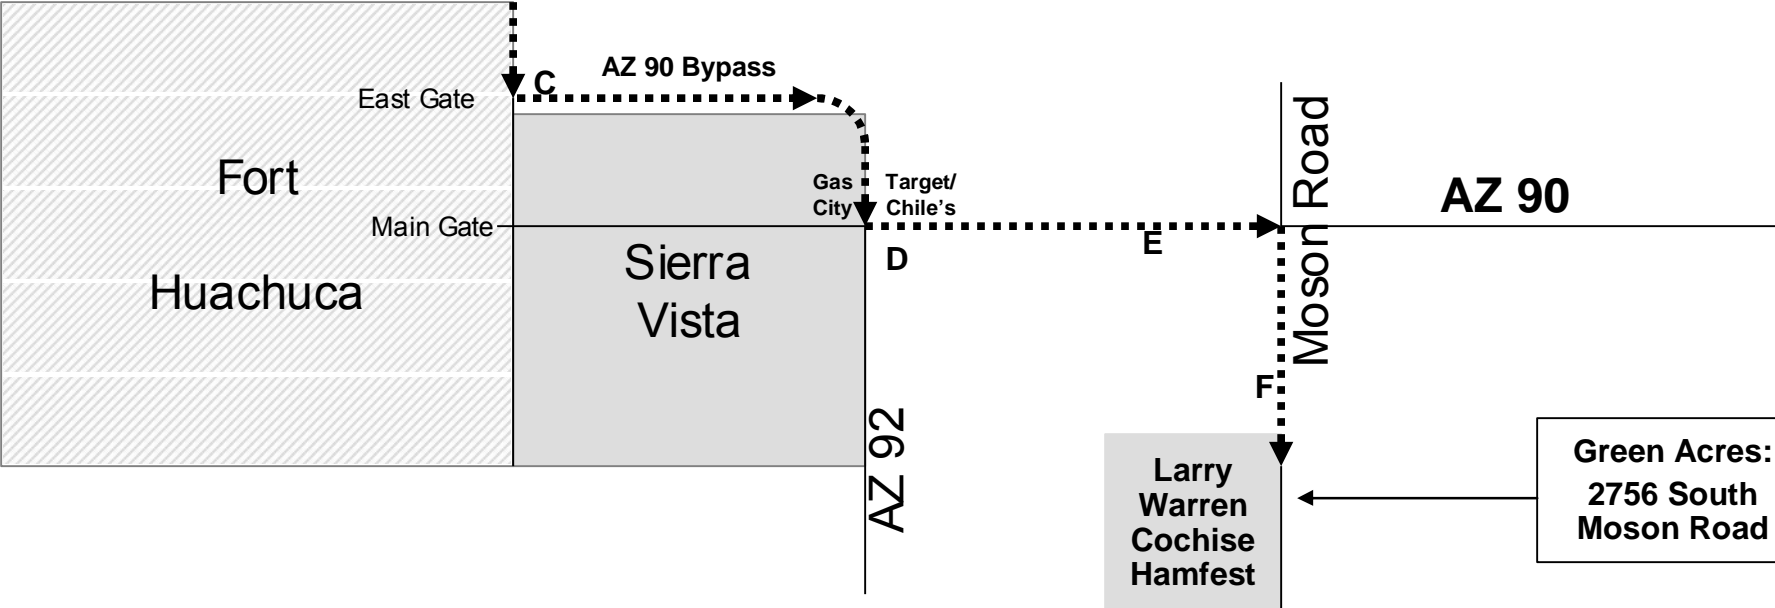 AZ 90 Bypass
C
East Gate
Fort
Huachuca
Main Gate
Gas
City
Target/
Chile's
Sierra
Vista
D
E
Moson Road
AZ 90
F
AZ 92
Larry
Warren
Cochise
Hamfest
Green Acres:
2756 South
Moson Road